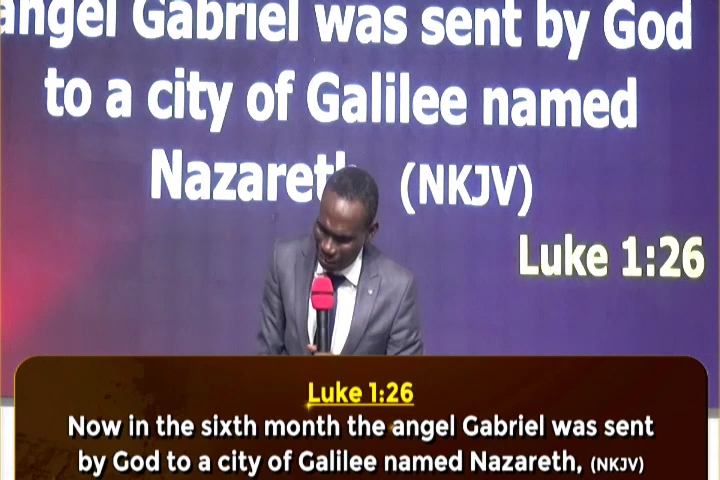 angel Gabriel was sent by God
to a city of Galilee named
Nazareth (NKJV)
Luke 1:26
Luke 1:26
Now in the sixth month the angel Gabriel was sent
by God to a city of Galilee named Nazareth, (NKJV)